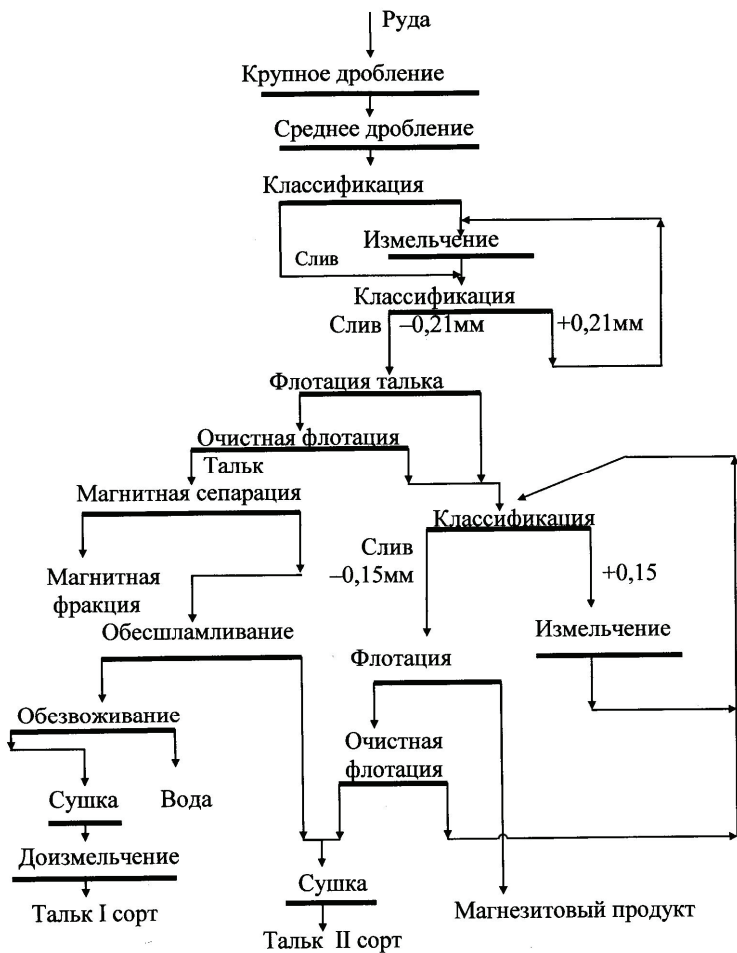 Руда
Крупное дробление
Среднее дробление
Классификация
Измельчение
Слив
Классификация
Слив –0,21мм +0,21мм
Флотация талька
Очистная флотация
Тальк
Магнитная сепарация
Классификация
Слив
–0,15мм
+0,15
Магнитная
фракция
Обесшламливание
Измельчение
Флотация
Обезвоживание
Очистная
флотация
Сушка
Вода
Доизмельчение
Сушка
Тальк I сорт
Магнезитовый продукт
Тальк II сорт